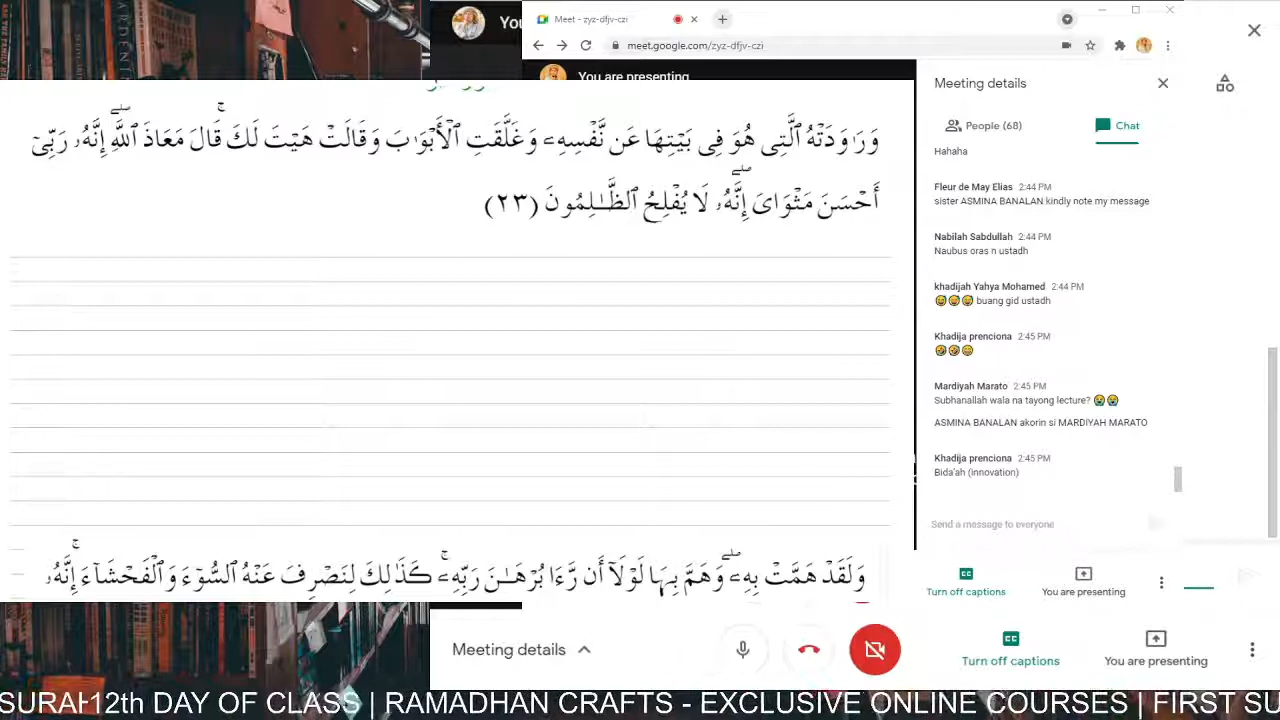 You
Meet - zyz-dfjv-czi
meet.google.com/zyz-dfjv-czi
You are presenting
وَرَٰوَدَتْهُ ٱلَّتِى هُوَ فِى بَيْتِهَا عَن نَّفْسِهِۦ وَغَلَّقَتِ ٱلْأَبْوَٰبَ وَقَالَتْ هَيْتَ لَكَ ۚ قَالَ مَعَاذَ ٱللَّهِ ۖ إِنَّهُۥ رَبِّىٓ
أَحْسَنَ مَثْوَاىَ ۖ إِنَّهُۥ لَا يُفْلِحُ ٱلظَّـٰلِمُونَ (٢٣)
وَلَقَدْ هَمَّتْ بِهِۦ ۖ وَهَمَّ بِهَا لَوْلَآ أَن رَّءَا بُرْهَـٰنَ رَبِّهِۦ ۚ كَذَٰلِكَ لِنَصْرِفَ عَنْهُ ٱلسُّوٓءَ وَٱلْفَحْشَآءَ ۚ إِنَّهُۥ
Meeting details
People (68)
Chat
Hahaha
Fleur de May Elias 2:44 PM
sister ASMINA BANALAN kindly note my message
Nabilah Sabdullah 2:44 PM
Naubus oras n ustadh
khadijah Yahya Mohamed 2:44 PM
😅😅😅 buang gid ustadh
Khadija prenciona 2:45 PM
🤣🤣😁
Mardiyah Marato 2:45 PM
Subhanallah wala na tayong lecture? 😭😭
ASMINA BANALAN akorin si MARDIYAH MARATO
Khadija prenciona 2:45 PM
Bida'ah (innovation)
Send a message to everyone
Turn off captions
You are presenting
Meeting details
Turn off captions
You are presenting
SURAH 12th DAY OF CLASS | RAMADHAN CRAFTS - EXCLUSIVE ONLINE COURSES | FIRST SU